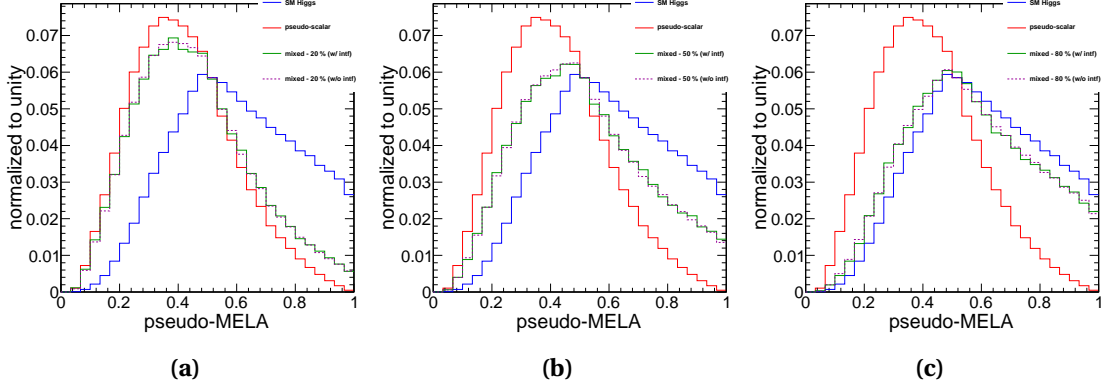 SM Higgs
pseudo-scalar
mixed - 20 % (w/ intf)
mixed - 20 % (w/o intf)
normalized to unity
0.07
0.06
0.05
0.04
0.03
0.02
0.01
0
0 0.2 0.4 0.6 0.8 1
pseudo-MELA
(a)
SM Higgs
pseudo-scalar
mixed - 50 % (w/ intf)
mixed - 50 % (w/o intf)
normalized to unity
0.07
0.06
0.05
0.04
0.03
0.02
0.01
0
0 0.2 0.4 0.6 0.8 1
pseudo-MELA
(b)
SM Higgs
pseudo-scalar
mixed - 80 % (w/ intf)
mixed - 80 % (w/o intf)
normalized to unity
0.07
0.06
0.05
0.04
0.03
0.02
0.01
0
0 0.2 0.4 0.6 0.8 1
pseudo-MELA
(c)